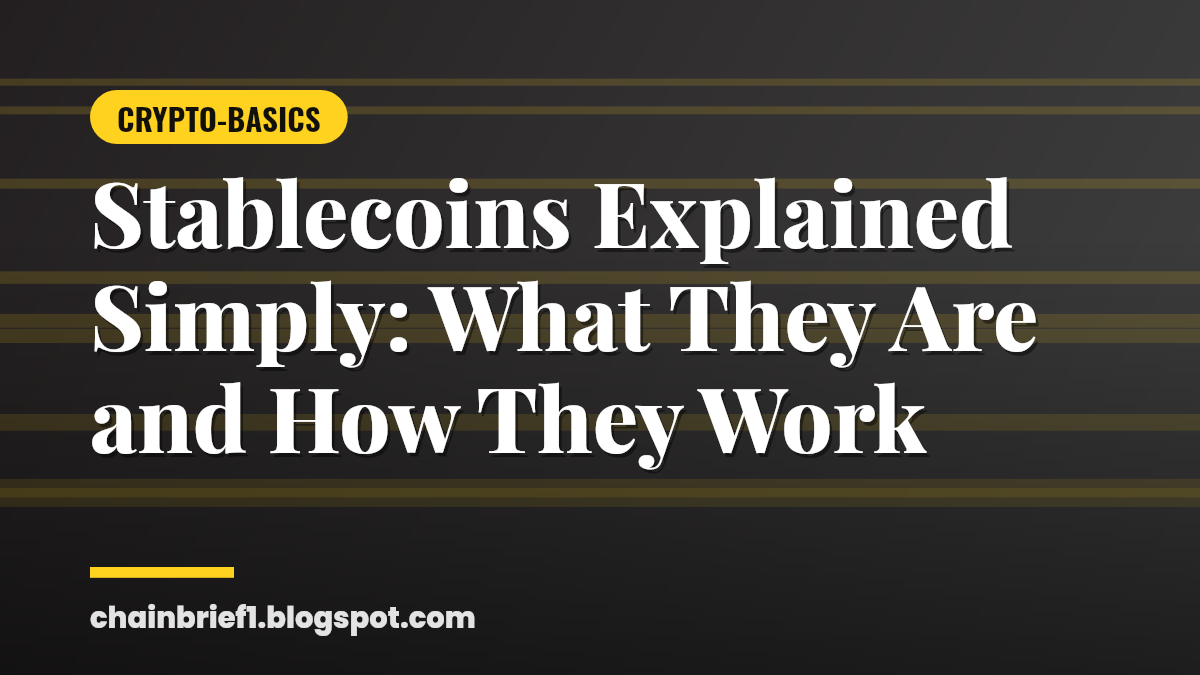 CRYPTO-BASICS
Stablecoins Explained
Simply: What They Are
and How They Work
chainbrief1.blogspot.com